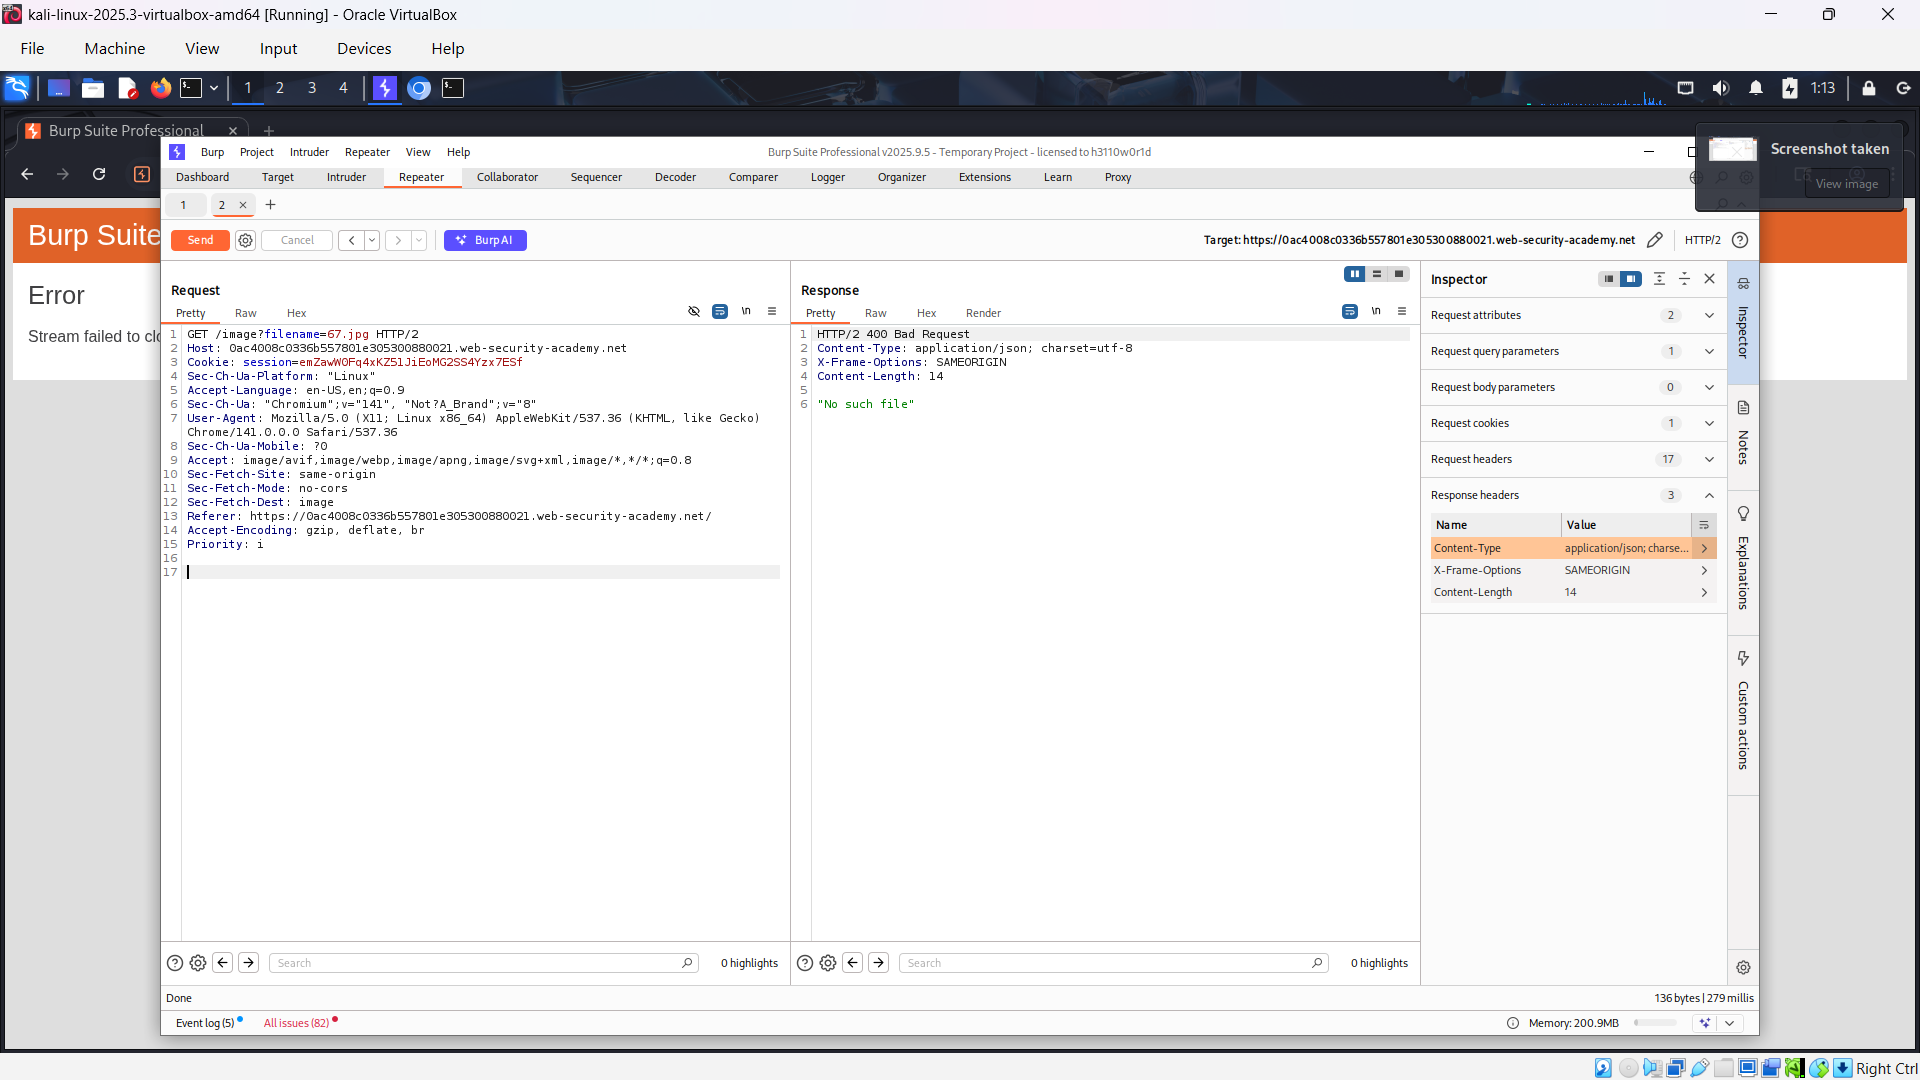 kali-linux-2025.3-virtualbox-amd64 [Running] - Oracle VirtualBox
File Machine View Input Devices Help
1 2 3 4 1:13
Burp Suite Professional
Screenshot taken
View image
Burp Suite
Error
Stream failed to clo
Burp Project Intruder Repeater View Help
Burp Suite Professional v2025.9.5 - Temporary Project - licensed to h3110w0r1d
Dashboard Target Intruder Repeater Collaborator Sequencer Decoder Comparer Logger Organizer Extensions Learn Proxy
1 2
Send Cancel Burp AI
Target: https://0ac4008c0336b557801e305300880021.web-security-academy.net HTTP/2
Request
Pretty Raw Hex \n
1 GET /image?filename=67.jpg HTTP/2
2 Host: 0ac4008c0336b557801e305300880021.web-security-academy.net
3 Cookie: session=emZawW0Fq4xKZ51JiEoMG2SS4Yzx7ESf
4 Sec-Ch-Ua-Platform: "Linux"
5 Accept-Language: en-US,en;q=0.9
6 Sec-Ch-Ua: "Chromium";v="141", "Not?A_Brand";v="8"
7 User-Agent: Mozilla/5.0 (X11; Linux x86_64) AppleWebKit/537.36 (KHTML, like Gecko)
Chrome/141.0.0.0 Safari/537.36
8 Sec-Ch-Ua-Mobile: ?0
9 Accept: image/avif,image/webp,image/apng,image/svg+xml,image/*,*/*;q=0.8
10 Sec-Fetch-Site: same-origin
11 Sec-Fetch-Mode: no-cors
12 Sec-Fetch-Dest: image
13 Referer: https://0ac4008c0336b557801e305300880021.web-security-academy.net/
14 Accept-Encoding: gzip, deflate, br
15 Priority: i
16
17
Search 0 highlights
Response
Pretty Raw Hex Render \n
1 HTTP/2 400 Bad Request
2 Content-Type: application/json; charset=utf-8
3 X-Frame-Options: SAMEORIGIN
4 Content-Length: 14
5
6 "No such file"
Search 0 highlights
Inspector
Request attributes 2
Request query parameters 1
Request body parameters 0
Request cookies 1
Request headers 17
Response headers 3
Name Value
Content-Type application/json; charse...
X-Frame-Options SAMEORIGIN
Content-Length 14
Inspector
Notes
Explanations
Custom actions
Done
136 bytes | 279 millis
Event log (5) All issues (82)
Memory: 200.9MB
Right Ctrl